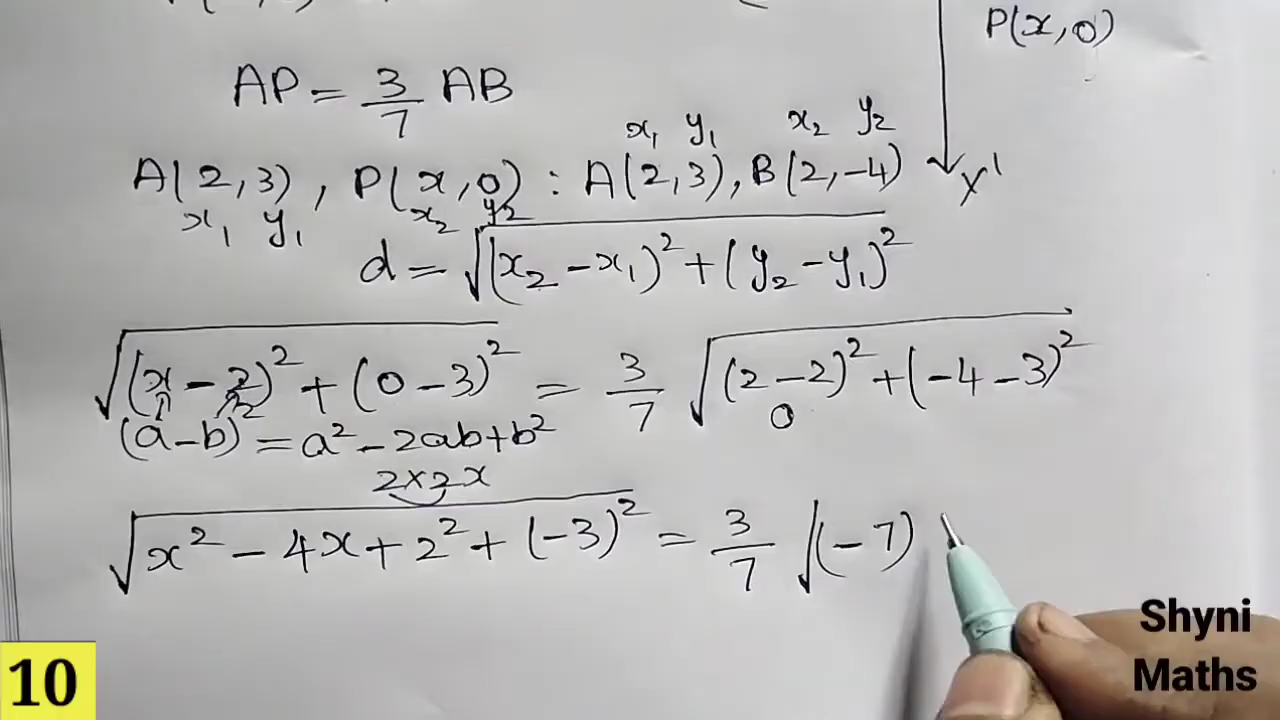 P(x,0)
AP = 3/7 AB
x₁ y₁ x₂ y₂
A(2,3), P(x,0) : A(2,3), B(2,-4)
x₁ y₁ x₂ y₂
X'
d = √((x₂-x₁)²+(y₂-y₁)²)
√((x-2)²+(0-3)²) = 3/7 √((2-2)²+(-4-3)²)
0
(a-b)² = a²-2ab+b²
2×2x
√(x²-4x+2²+(-3)²) = 3/7 √(-7)
10
Shyni
Maths